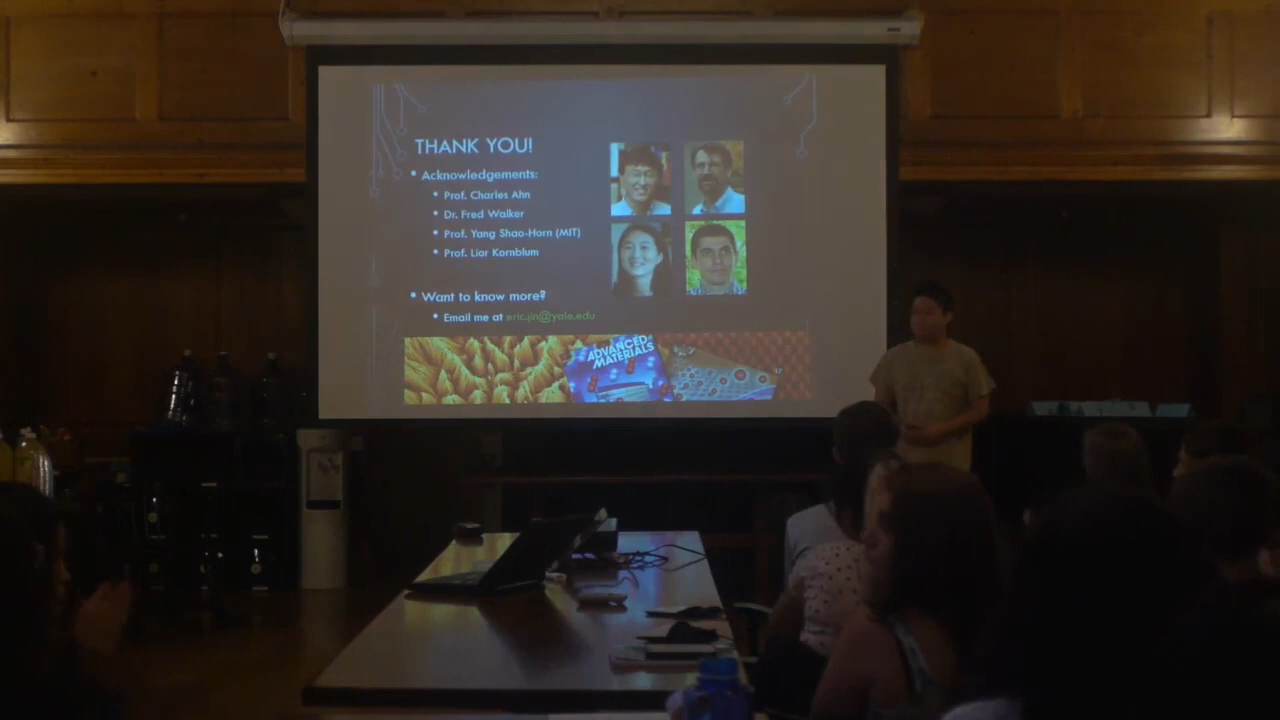 THANK YOU!
• Acknowledgements:
• Prof. Charles Ahn
• Dr. Fred Walker
• Prof. Yang Shao-Horn (MIT)
• Prof. Lior Kornblum
• Want to know more?
• Email me at eric.jin@yale.edu
ADVANCED
MATERIALS
17